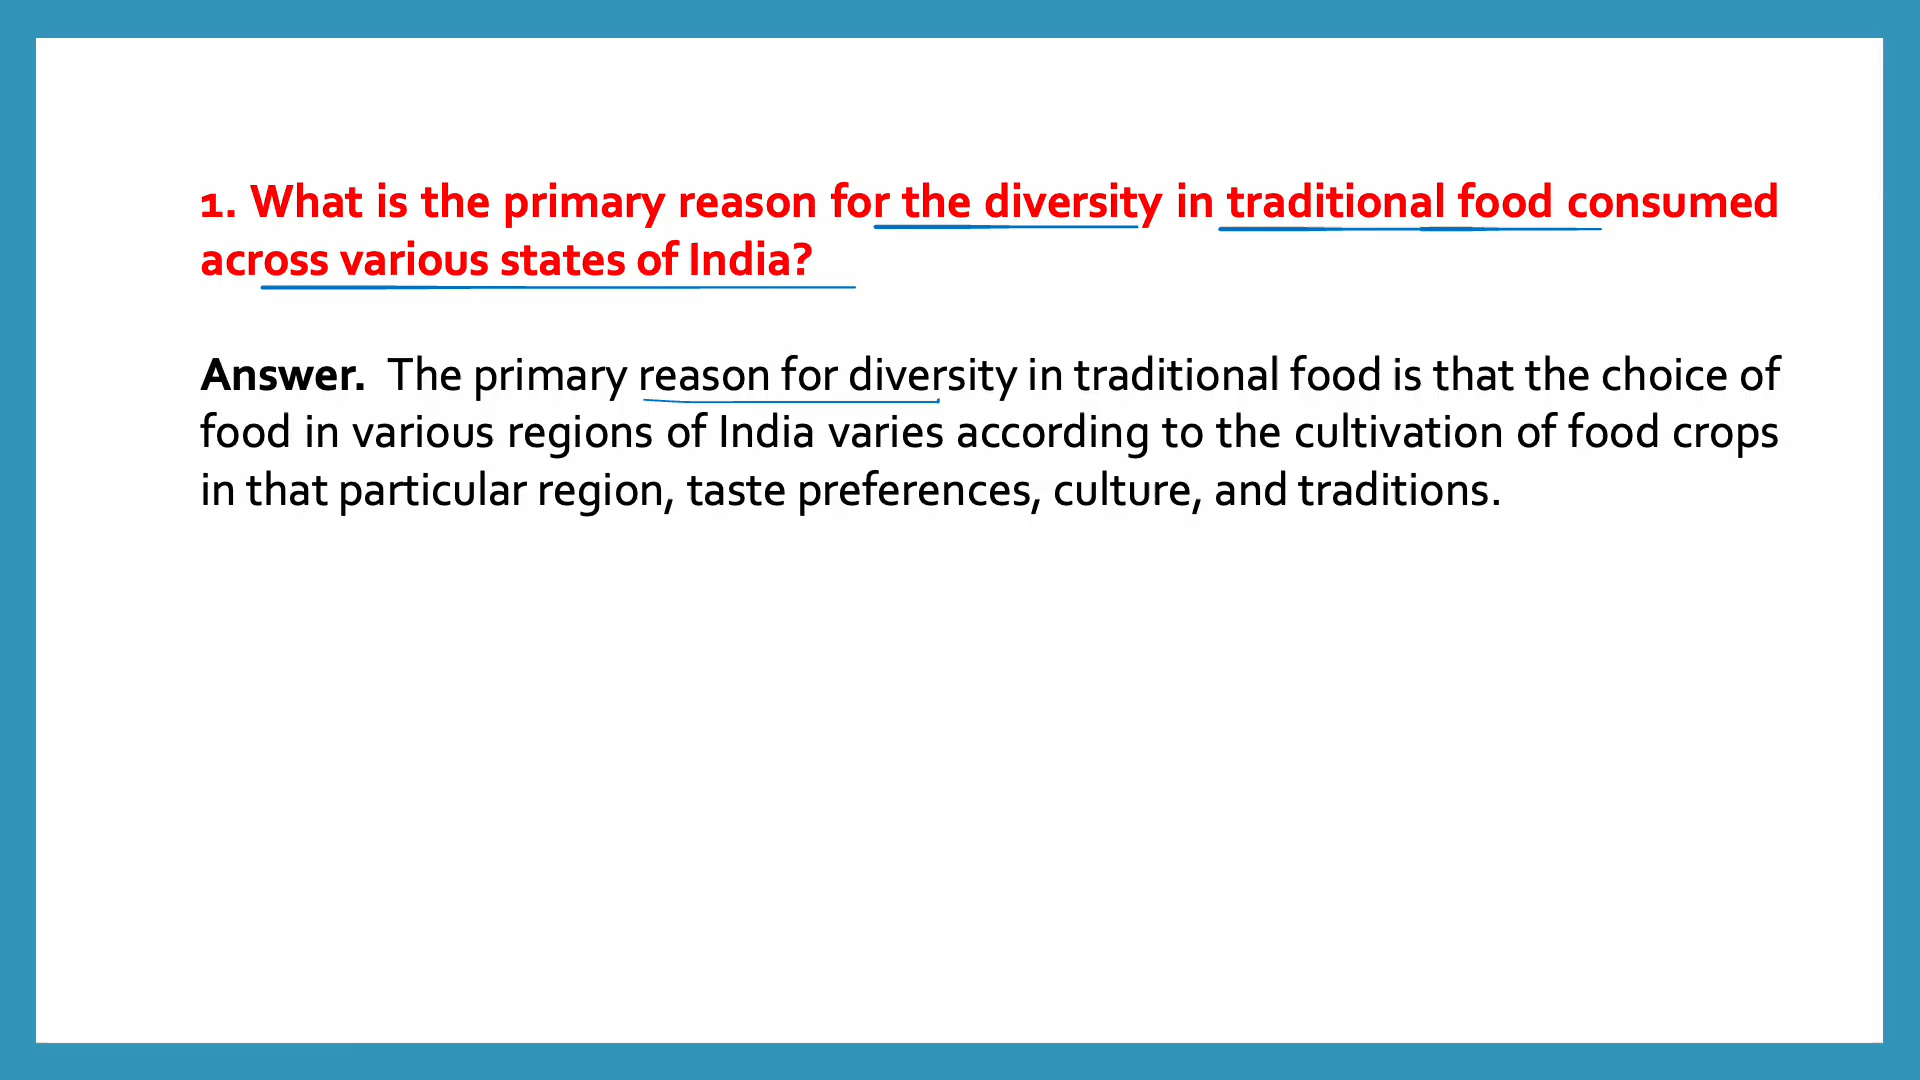 1. What is the primary reason for the diversity in traditional food consumed
across various states of India?
Answer. The primary reason for diversity in traditional food is that the choice of
food in various regions of India varies according to the cultivation of food crops
in that particular region, taste preferences, culture, and traditions.